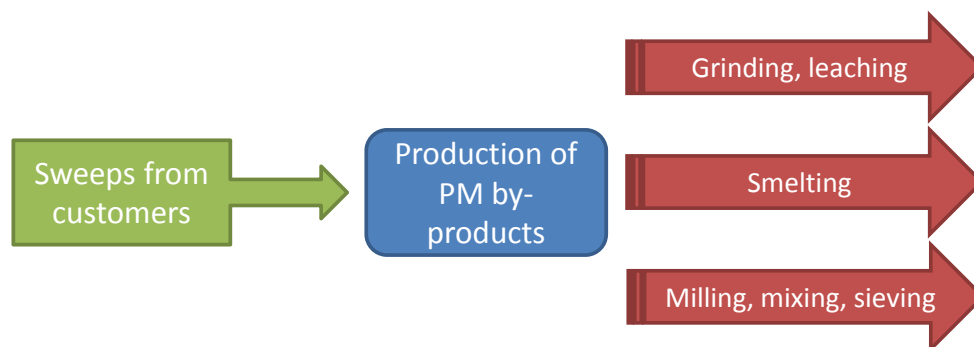 Grinding, leaching
Sweeps from
customers
Production of
PM by-
products
Smelting
Milling, mixing, sieving